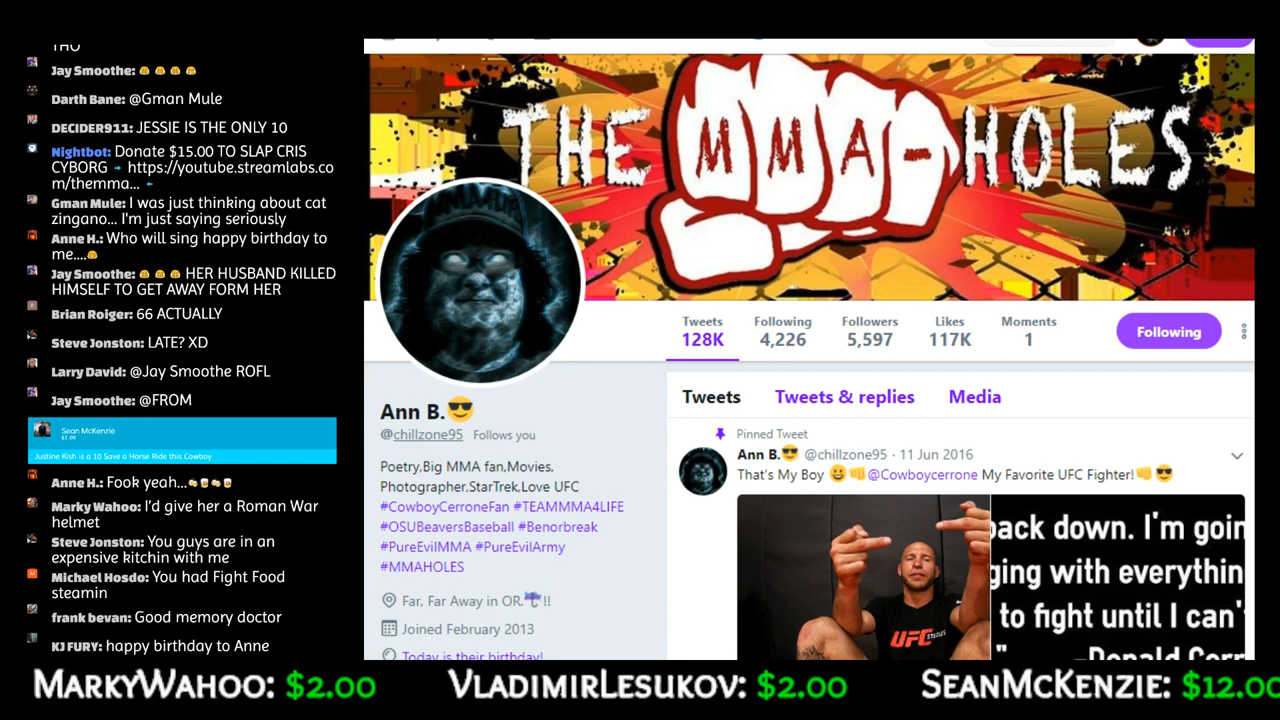 THO
Jay Smoothe:
Darth Bane: @Gman Mule
DECIDER911: JESSIE IS THE ONLY 10
Nightbot: Donate $15.00 TO SLAP CRIS
CYBORG → https://youtube.streamlabs.co
m/themma... ←
Gman Mule: I was just thinking about cat
zingano... I'm just saying seriously
Anne H.: Who will sing happy birthday to
me....
Jay Smoothe: HER HUSBAND KILLED
HIMSELF TO GET AWAY FORM HER
Brian Roiger: 66 ACTUALLY
Steve Jonston: LATE? XD
Larry David: @Jay Smoothe ROFL
Jay Smoothe: @FROM
Sean McKenzie
$2.00
Justine Kish is a 10 Save a Horse Ride this Cowboy
Anne H.: Fook yeah...
Marky Wahoo: I'd give her a Roman War
helmet
Steve Jonston: You guys are in an
expensive kitchin with me
Michael Hosdo: You had Fight Food
steamin
frank bevan: Good memory doctor
KJ FURY: happy birthday to Anne
THE MMA-HOLES
Tweets Following Followers Likes Moments
128K 4,226 5,597 117K 1
Following
Ann B.😎
@chillzone95 Follows you
Poetry,Big MMA fan,Movies,
Photographer,StarTrek,Love UFC
#CowboyCerroneFan #TEAMMMA4LIFE
#OSUBeaversBaseball #Benorbreak
#PureEvilMMA #PureEvilArmy
#MMAHOLES
Far, Far Away in OR.☔!!
Joined February 2013
Today is their birthday!
Tweets Tweets & replies Media
Pinned Tweet
Ann B.😎 @chillzone95 · 11 Jun 2016
That's My Boy 😀👊@Cowboycerrone My Favorite UFC Fighter!👊😎
UFC
back down. I'm goin
ging with everythin
to fight until I can'
" -Donald Cerr
MARKYWAHOO: $2.00 VLADIMIRLESUKOV: $2.00 SEANMCKENZIE: $12.00